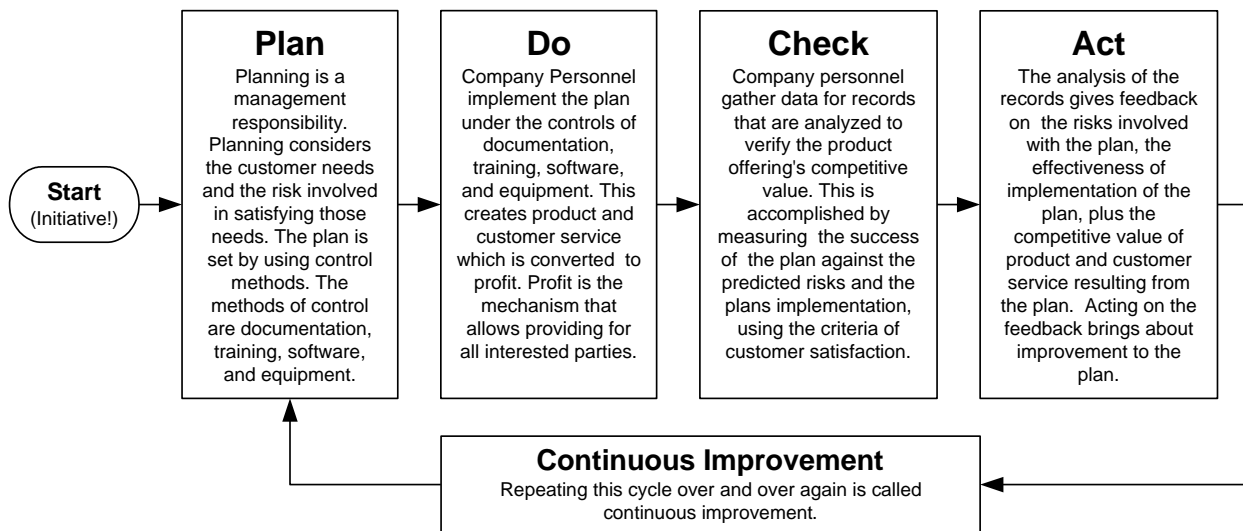 Start
(Initiative!)
Plan
Planning is a
management
responsibility.
Planning considers
the customer needs
and the risk involved
in satisfying those
needs. The plan is
set by using control
methods. The
methods of control
are documentation,
training, software,
and equipment.
Do
Company Personnel
implement the plan
under the controls of
documentation,
training, software,
and equipment. This
creates product and
customer service
which is converted to
profit. Profit is the
mechanism that
allows providing for
all interested parties.
Check
Company personnel
gather data for records
that are analyzed to
verify the product
offering's competitive
value. This is
accomplished by
measuring the success
of the plan against the
predicted risks and the
plans implementation,
using the criteria of
customer satisfaction.
Act
The analysis of the
records gives feedback
on the risks involved
with the plan, the
effectiveness of
implementation of the
plan, plus the
competitive value of
product and customer
service resulting from
the plan. Acting on the
feedback brings about
improvement to the
plan.
Continuous Improvement
Repeating this cycle over and over again is called
continuous improvement.